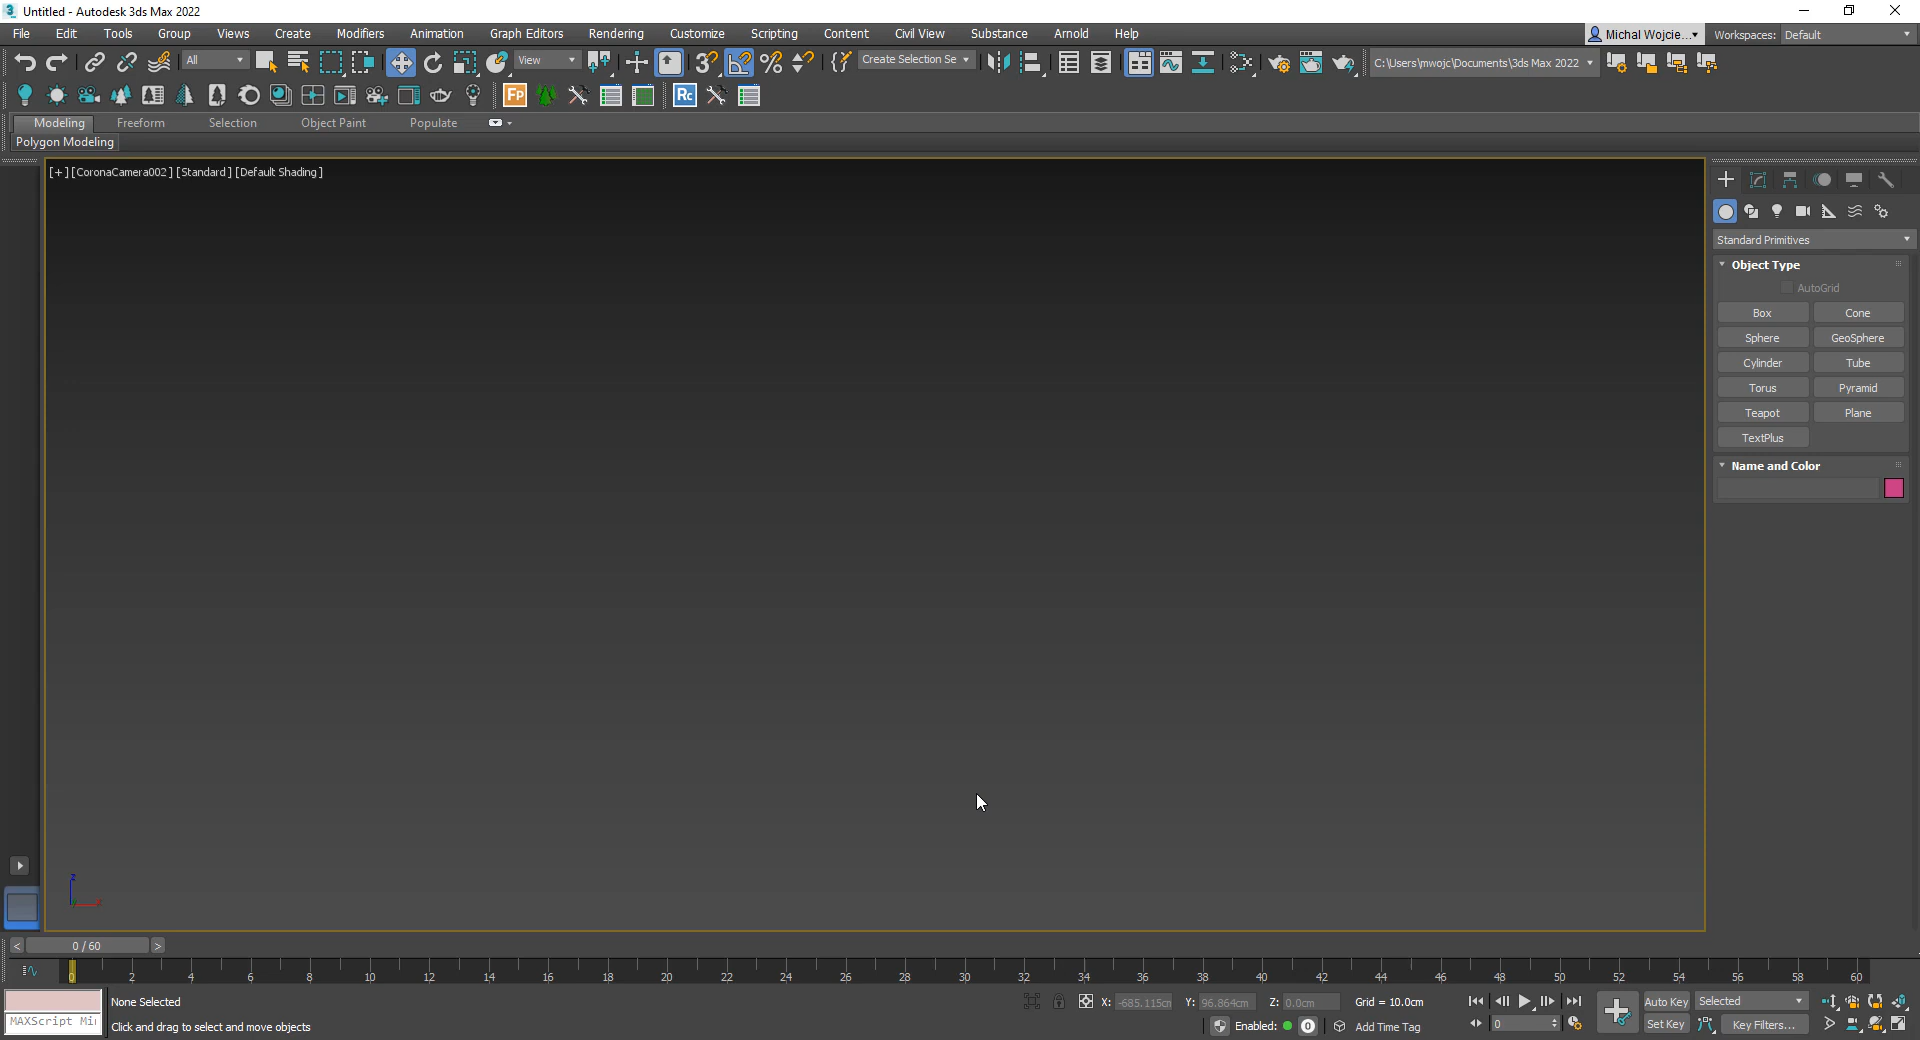 Untitled - Autodesk 3ds Max 2022
File Edit Tools Group Views Create Modifiers Animation Graph Editors Rendering Customize Scripting Content Civil View Substance Arnold Help Michal Wojcie... Workspaces: Default
All View Create Selection Se C:\Users\mwojc\Documents\3ds Max 2022
Fp Rc
Modeling Freeform Selection Object Paint Populate
Polygon Modeling
[+] [CoronaCamera002] [Standard] [Default Shading]
Standard Primitives
Object Type
AutoGrid
Box Cone
Sphere GeoSphere
Cylinder Tube
Torus Pyramid
Teapot Plane
TextPlus
Name and Color
z
x
< 0 / 60 >
0 2 4 6 8 10 12 14 16 18 20 22 24 26 28 30 32 34 36 38 40 42 44 46 48 50 52 54 56 58 60
None Selected X: -685.115cm Y: 96.864cm Z: 0.0cm Grid = 10.0cm Auto Key Selected
MAXScript Mi Click and drag to select and move objects Enabled: 0 Add Time Tag 0 Set Key Key Filters...